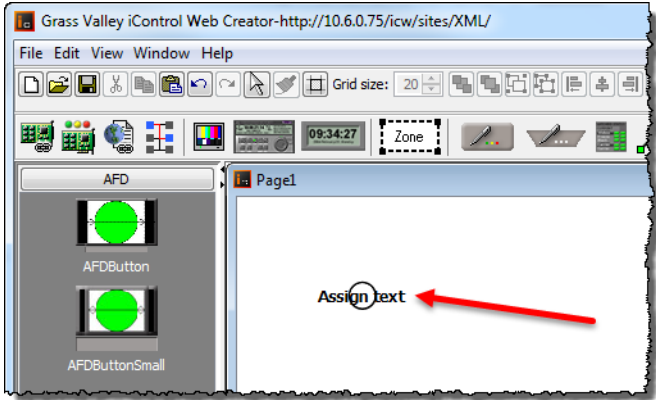 Grass Valley iControl Web Creator-http://10.6.0.75/icw/sites/XML/
File Edit View Window Help
Grid size: 20
09:34:27 Zone
AFD
Page1
AFDButton
Assign text
AFDButtonSmall